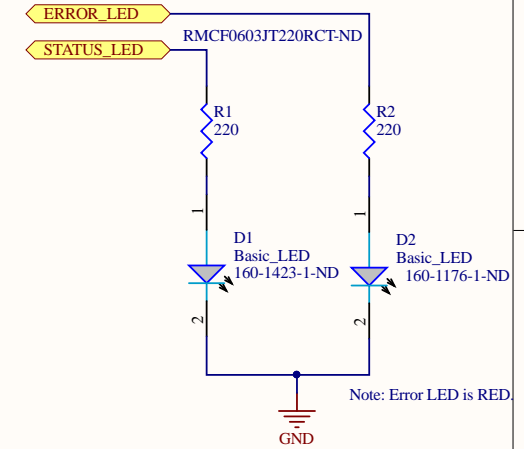 ERROR_LED
RMCF0603JT220RCT-ND
STATUS_LED
R1
220
R2
220
1
1
D1
Basic_LED
160-1423-1-ND
D2
Basic_LED
160-1176-1-ND
2
2
Note: Error LED is RED.
GND